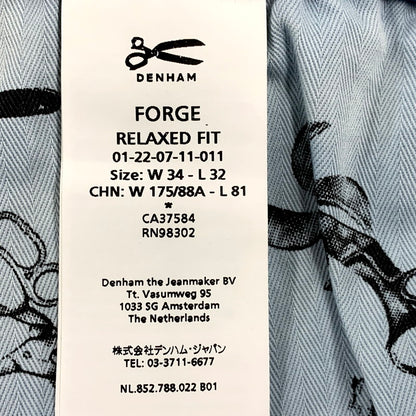 DENHAM
FORGE
RELAXED FIT
01-22-07-11-011
Size: W 34 - L 32
CHN: W 175/88A - L 81
*
CA37584
RN98302
Denham the Jeanmaker BV
Tt. Vasumweg 95
1033 SG Amsterdam
The Netherlands
株式会社デンハム・ジャパン
TEL: 03-3711-6677
NL.852.788.022 B01